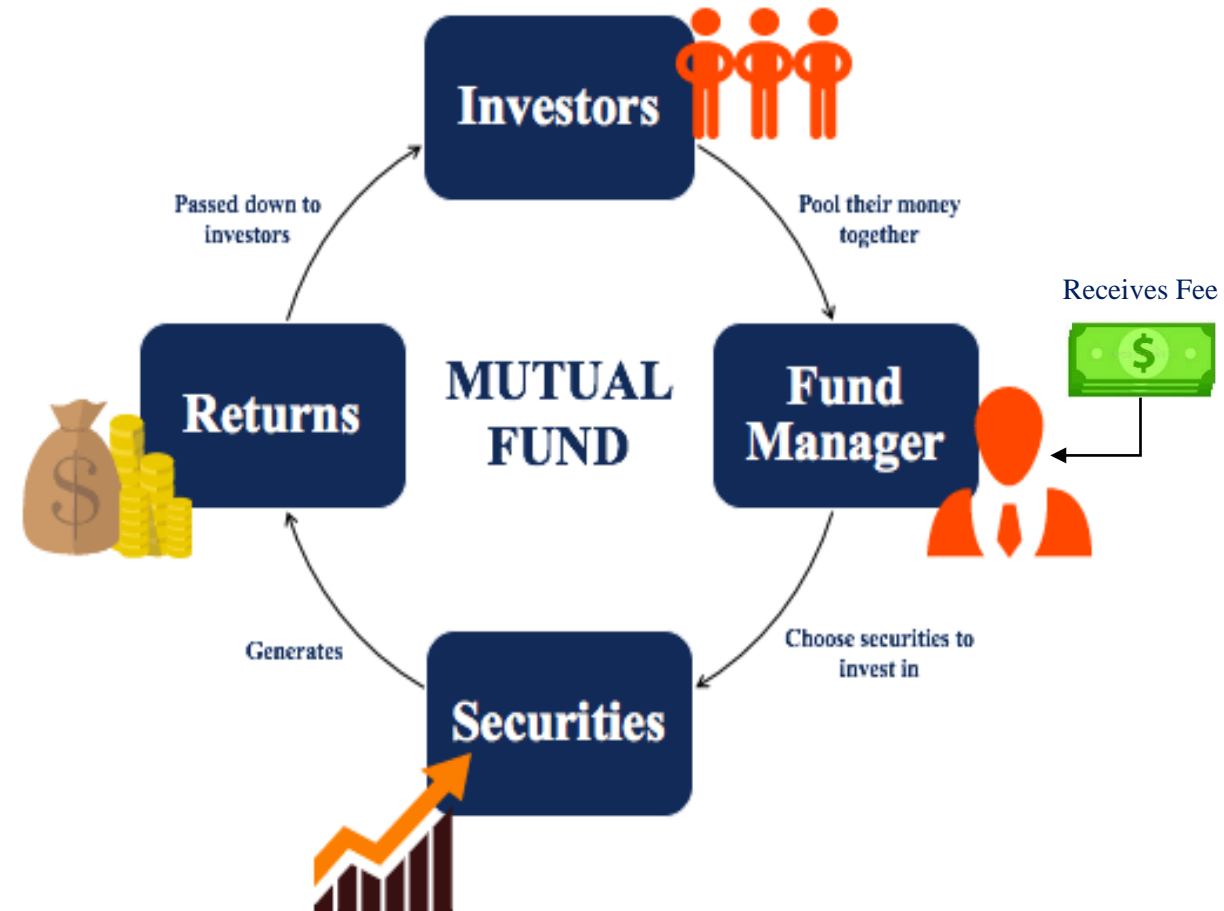 Investors
Passed down to
investors
Pool their money
together
Receives Fee
$
Returns
MUTUAL
FUND
Fund
Manager
$
Generates
Choose securities to
invest in
Securities